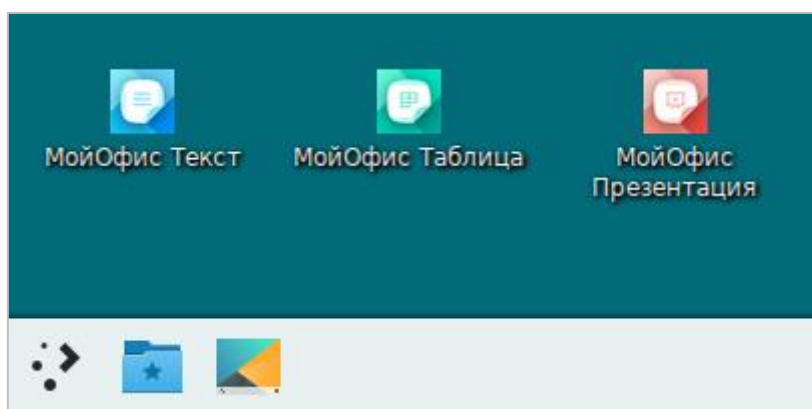 МойОфис Текст
МойОфис Таблица
МойОфис
Презентация